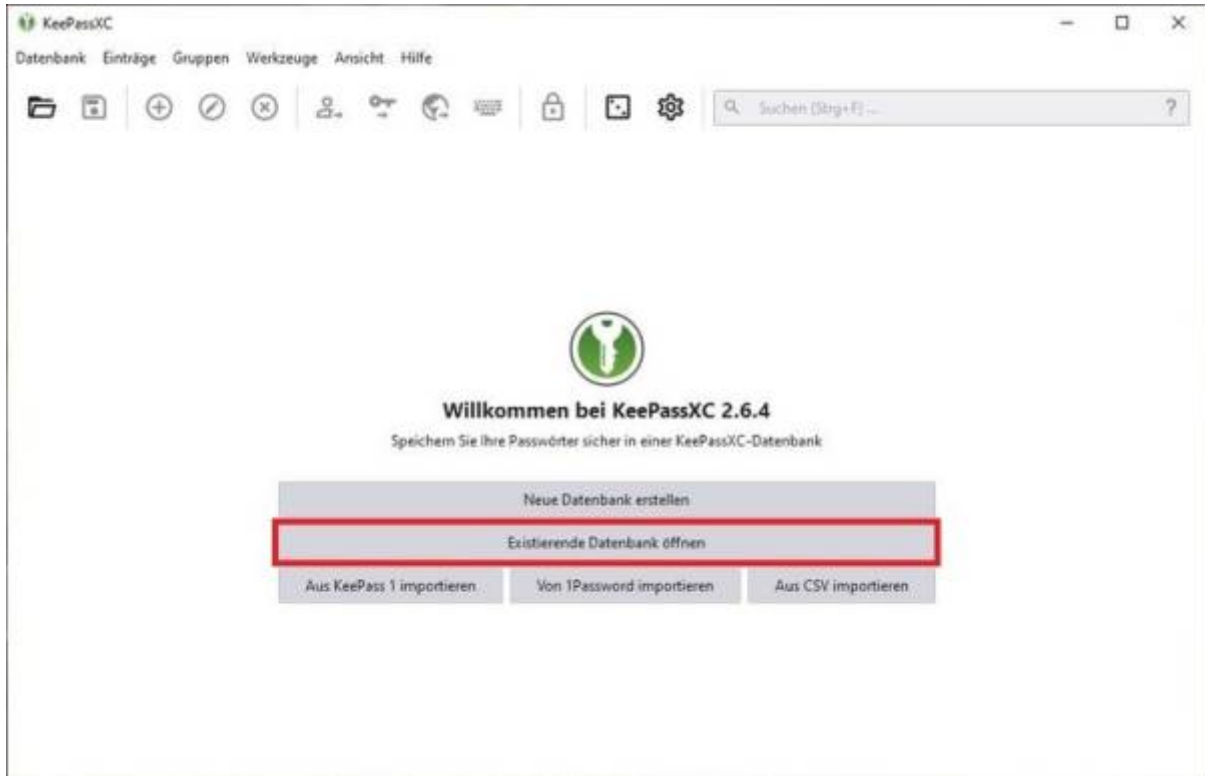 KeePassXC
Datenbank Einträge Gruppen Werkzeuge Ansicht Hilfe
Suchen (Strg+F) ... ?
Willkommen bei KeePassXC 2.6.4
Speichern Sie Ihre Passwörter sicher in einer KeePassXC-Datenbank
Neue Datenbank erstellen
Existierende Datenbank öffnen
Aus KeePass 1 importieren Von 1Password importieren Aus CSV importieren